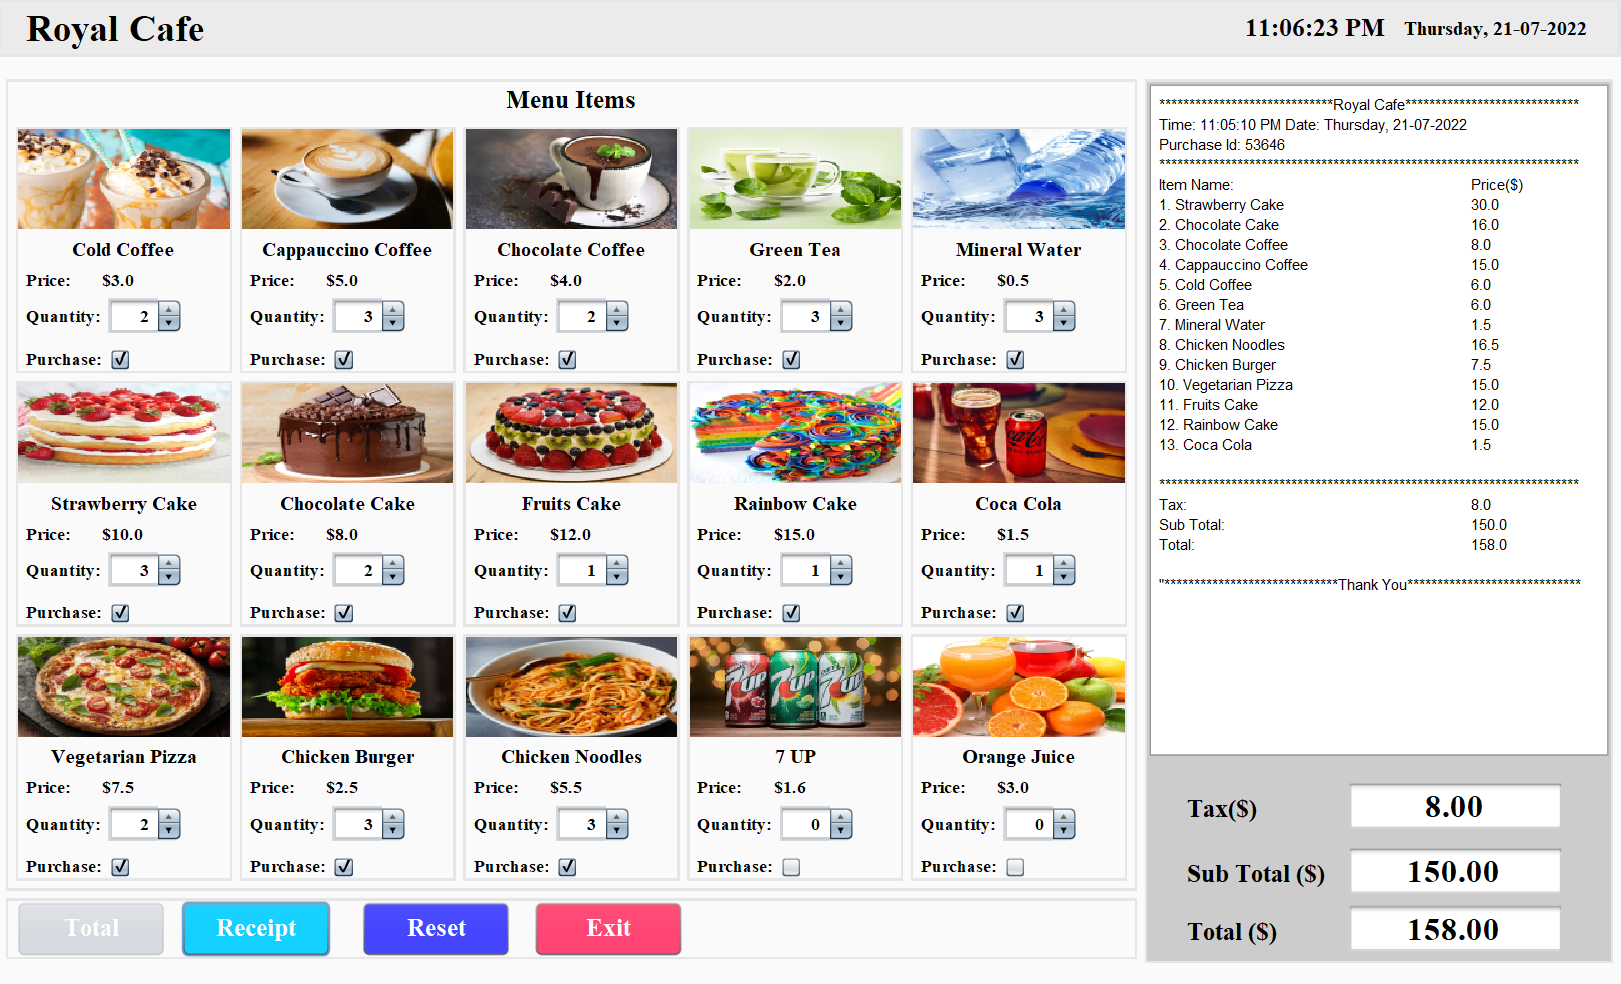 Royal Cafe
11:06:23 PM Thursday, 21-07-2022
Menu Items
Cold Coffee
Price: $3.0
Quantity: 2
Purchase:
Cappauccino Coffee
Price: $5.0
Quantity: 3
Purchase:
Chocolate Coffee
Price: $4.0
Quantity: 2
Purchase:
Green Tea
Price: $2.0
Quantity: 3
Purchase:
Mineral Water
Price: $0.5
Quantity: 3
Purchase:
Strawberry Cake
Price: $10.0
Quantity: 3
Purchase:
Chocolate Cake
Price: $8.0
Quantity: 2
Purchase:
Fruits Cake
Price: $12.0
Quantity: 1
Purchase:
Rainbow Cake
Price: $15.0
Quantity: 1
Purchase:
Coca Cola
Price: $1.5
Quantity: 1
Purchase:
Vegetarian Pizza
Price: $7.5
Quantity: 2
Purchase:
Chicken Burger
Price: $2.5
Quantity: 3
Purchase:
Chicken Noodles
Price: $5.5
Quantity: 3
Purchase:
7UP 7UP 7UP
7 UP
Price: $1.6
Quantity: 0
Purchase:
Orange Juice
Price: $3.0
Quantity: 0
Purchase:
Total Receipt Reset Exit
*****************************Royal Cafe*****************************
Time: 11:05:10 PM Date: Thursday, 21-07-2022
Purchase Id: 53646
**********************************************************************
Item Name: Price($)
1. Strawberry Cake 30.0
2. Chocolate Cake 16.0
3. Chocolate Coffee 8.0
4. Cappauccino Coffee 15.0
5. Cold Coffee 6.0
6. Green Tea 6.0
7. Mineral Water 1.5
8. Chicken Noodles 16.5
9. Chicken Burger 7.5
10. Vegetarian Pizza 15.0
11. Fruits Cake 12.0
12. Rainbow Cake 15.0
13. Coca Cola 1.5
**********************************************************************
Tax: 8.0
Sub Total: 150.0
Total: 158.0
"*****************************Thank You*****************************
Tax($) 8.00
Sub Total ($) 150.00
Total ($) 158.00